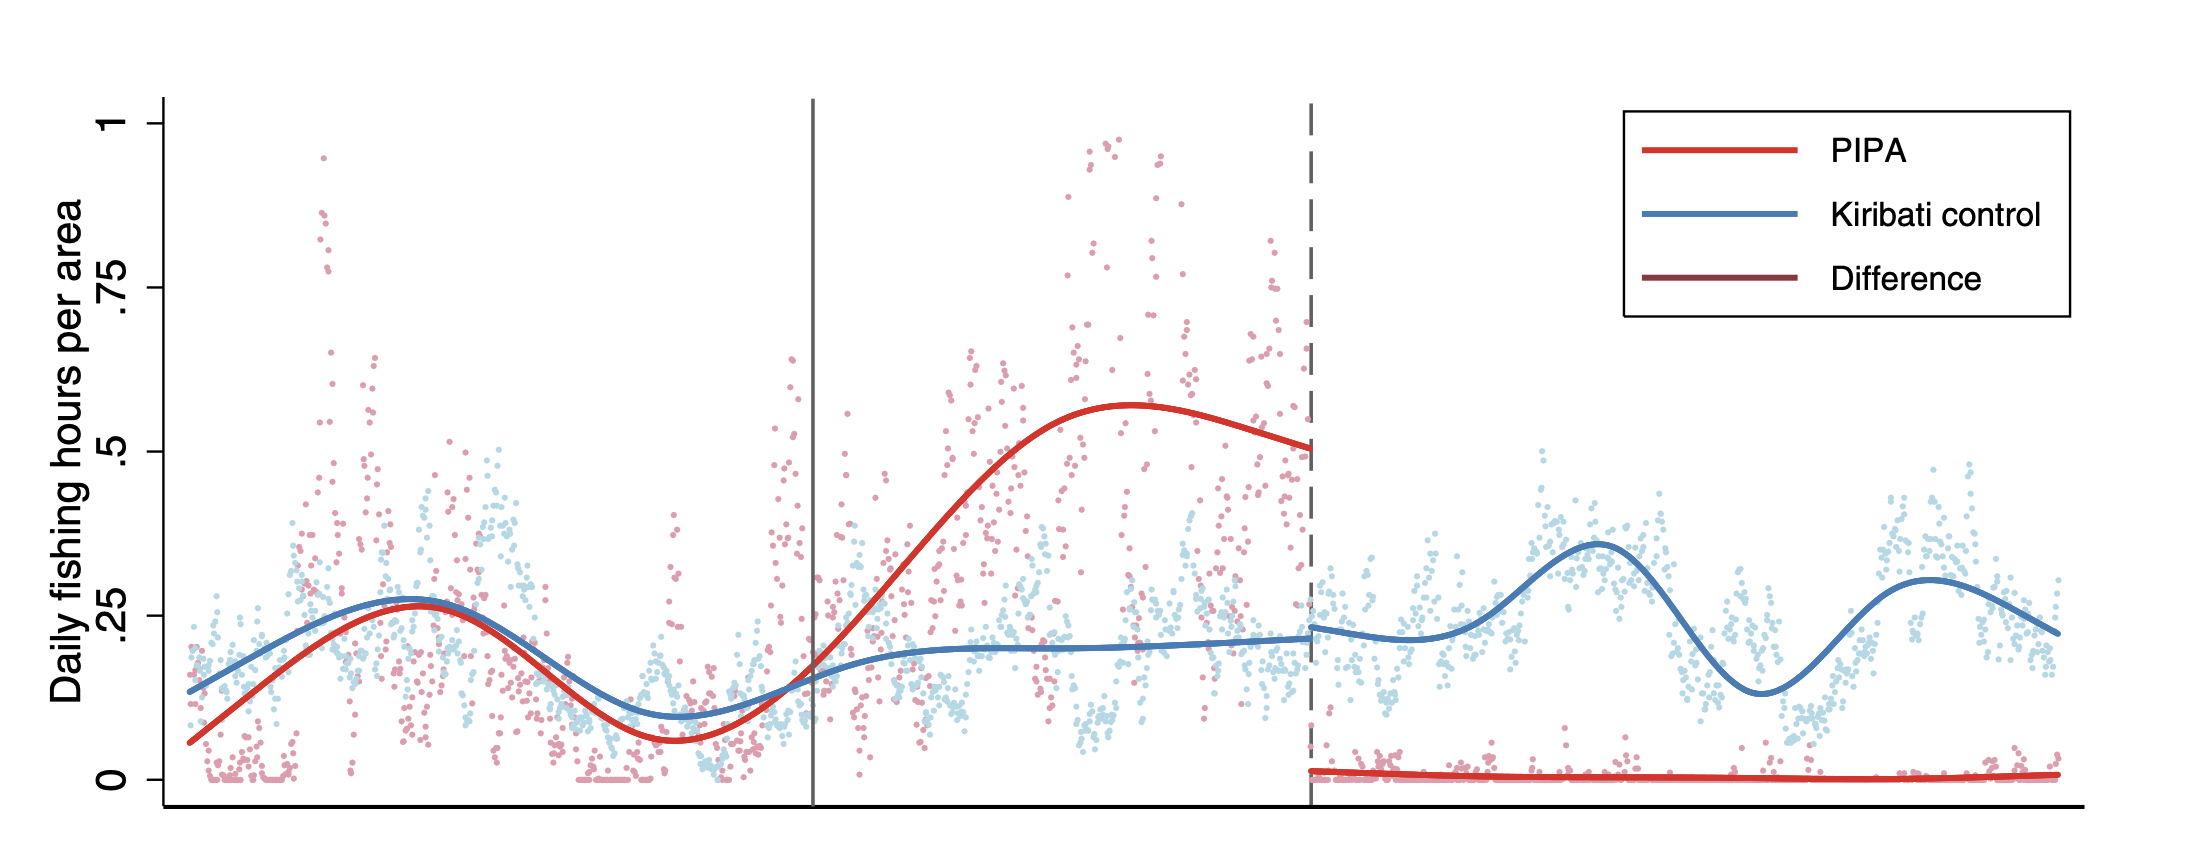 Daily fishing hours per area
1
.75
.5
.25
0
PIPA
Kiribati control
Difference